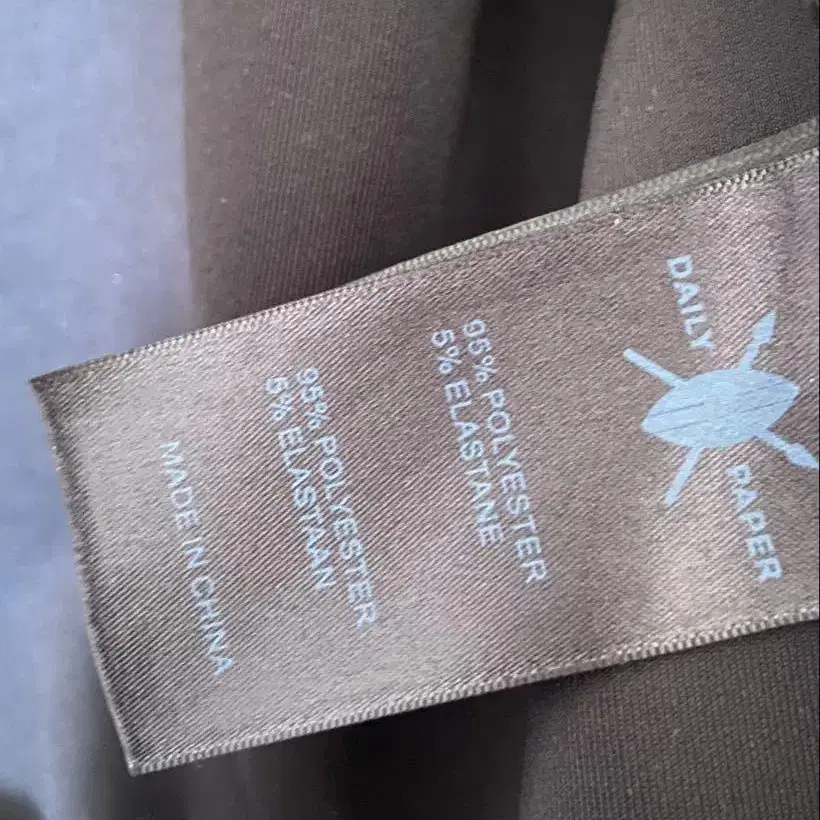 DAILY PAPER
95% POLYESTER
5% ELASTANE
95% POLYESTER
5% ELASTAAN
MADE IN CHINA